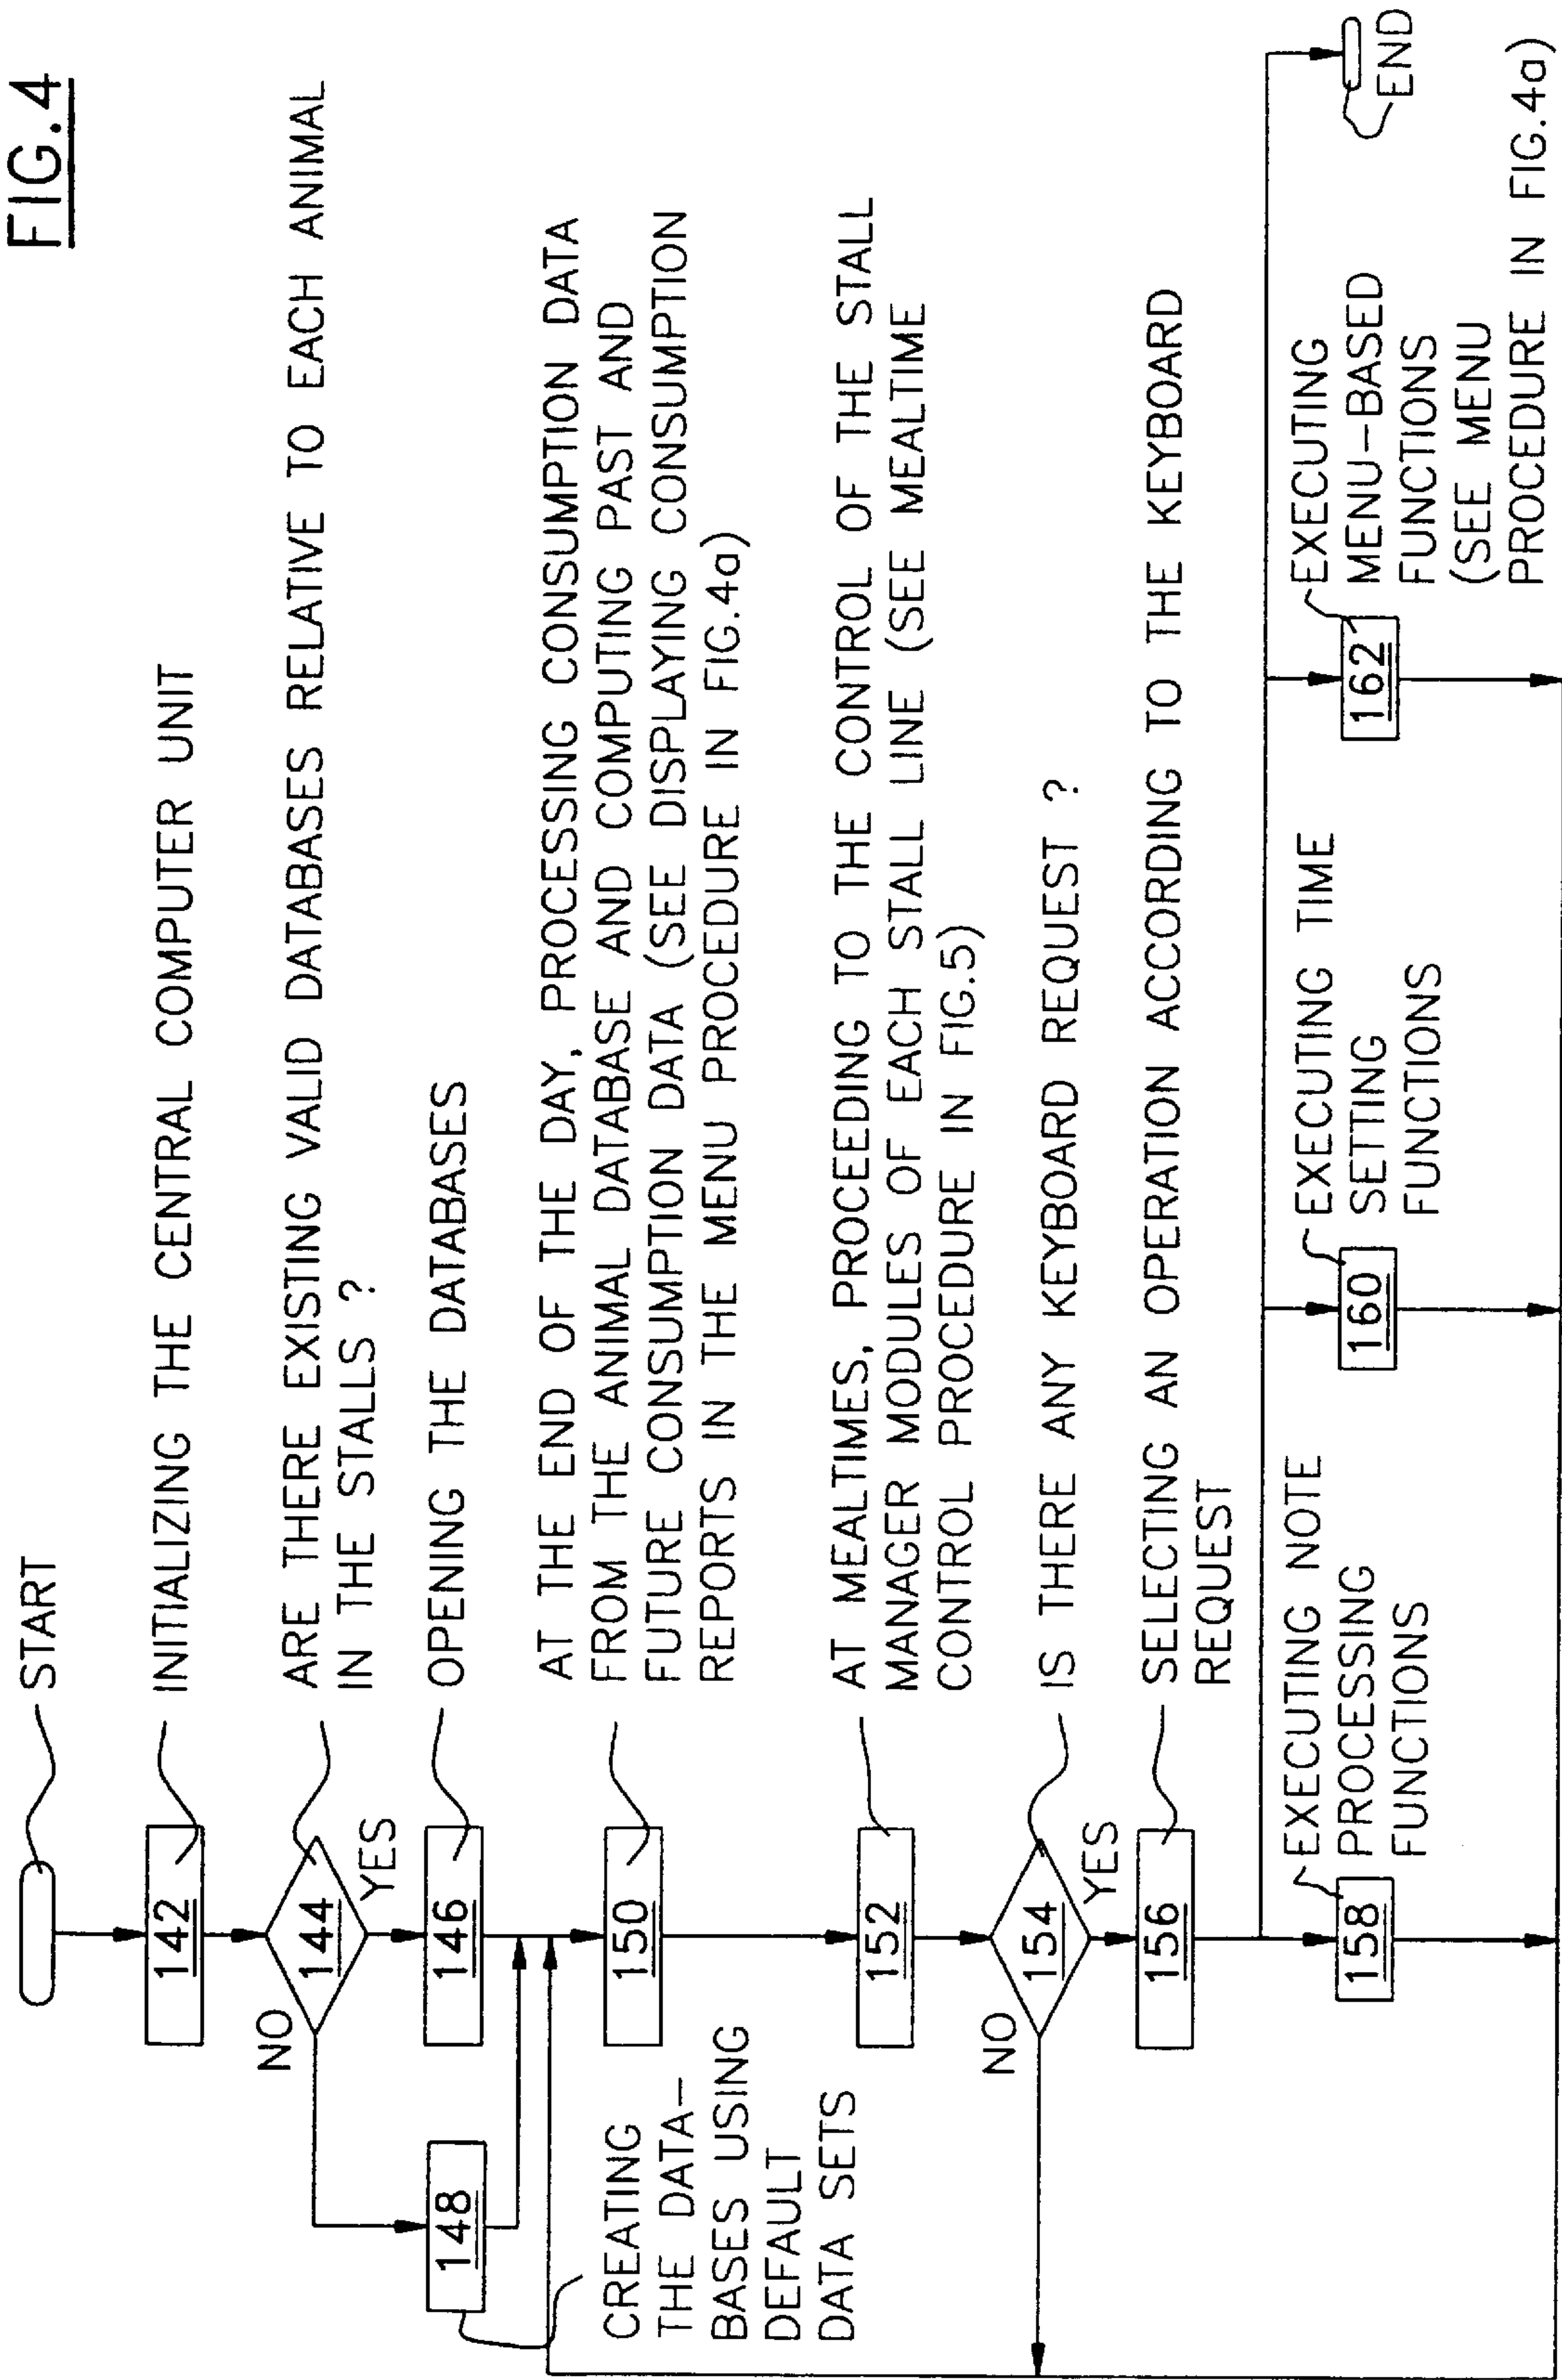 FIG.4
START
142
INITIALIZING THE CENTRAL COMPUTER UNIT
144
NO
YES
ARE THERE EXISTING VALID DATABASES RELATIVE TO EACH ANIMAL
IN THE STALLS ?
146
OPENING THE DATABASES
148
CREATING
THE DATA-
BASES USING
DEFAULT
DATA SETS
150
AT THE END OF THE DAY, PROCESSING CONSUMPTION DATA
FROM THE ANIMAL DATABASE AND COMPUTING PAST AND
FUTURE CONSUMPTION DATA (SEE DISPLAYING CONSUMPTION
REPORTS IN THE MENU PROCEDURE IN FIG.4a)
152
AT MEALTIMES, PROCEEDING TO THE CONTROL OF THE STALL
MANAGER MODULES OF EACH STALL LINE (SEE MEALTIME
CONTROL PROCEDURE IN FIG.5)
154
NO
YES
IS THERE ANY KEYBOARD REQUEST ?
156
SELECTING AN OPERATION ACCORDING TO THE KEYBOARD
REQUEST
158
EXECUTING NOTE
PROCESSING
FUNCTIONS
160
EXECUTING TIME
SETTING
FUNCTIONS
162
EXECUTING
MENU-BASED
FUNCTIONS
(SEE MENU
PROCEDURE IN FIG.4a)
END